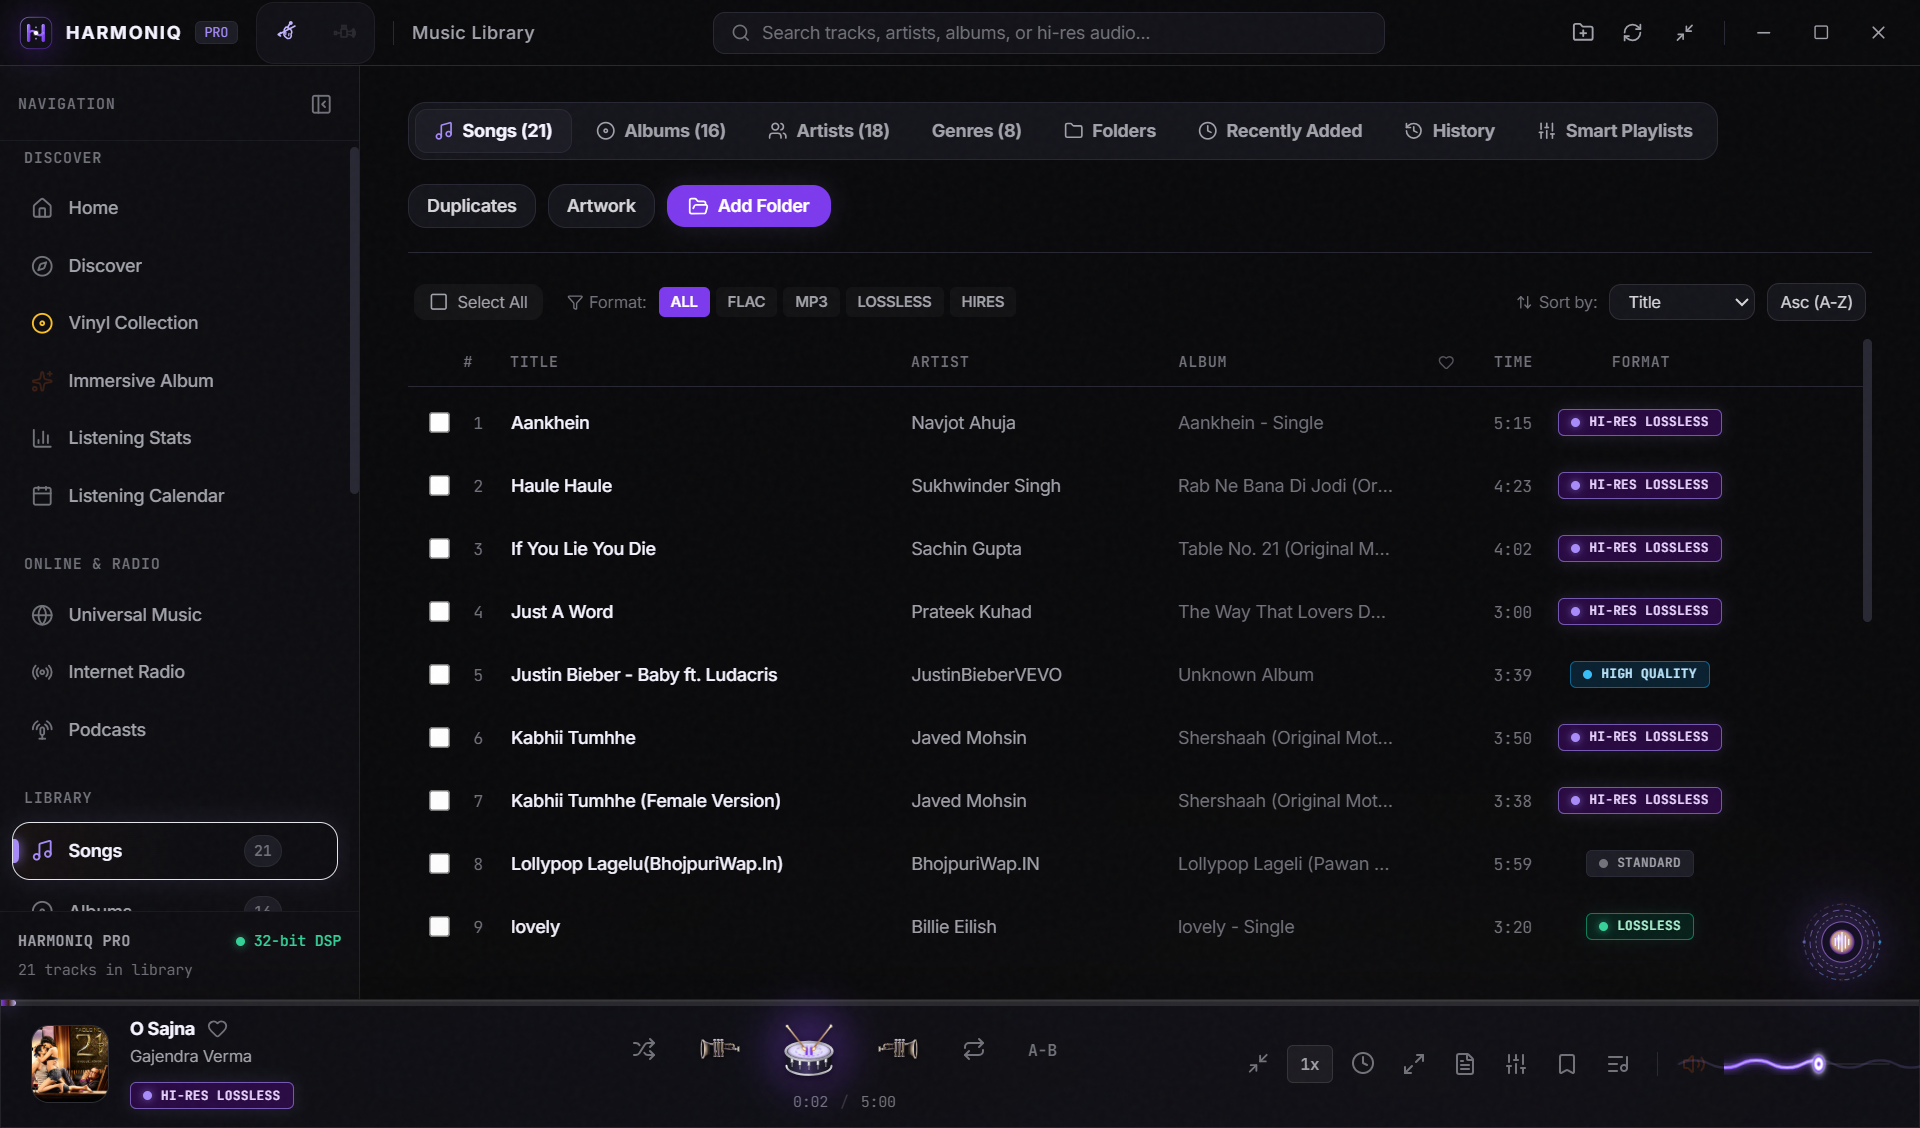 HARMONIQ PRO
Music Library
Search tracks, artists, albums, or hi-res audio...
NAVIGATION
DISCOVER
Home
Discover
Vinyl Collection
Immersive Album
Listening Stats
Listening Calendar
ONLINE & RADIO
Universal Music
Internet Radio
Podcasts
LIBRARY
Songs 21
Albums 16
HARMONIQ PRO 32-bit DSP
21 tracks in library
Songs (21) Albums (16) Artists (18) Genres (8) Folders Recently Added History Smart Playlists
Duplicates Artwork Add Folder
Select All Format: ALL FLAC MP3 LOSSLESS HIRES Sort by: Title Asc (A-Z)
# TITLE ARTIST ALBUM TIME FORMAT
1 Aankhein Navjot Ahuja Aankhein - Single 5:15 HI-RES LOSSLESS
2 Haule Haule Sukhwinder Singh Rab Ne Bana Di Jodi (Or... 4:23 HI-RES LOSSLESS
3 If You Lie You Die Sachin Gupta Table No. 21 (Original M... 4:02 HI-RES LOSSLESS
4 Just A Word Prateek Kuhad The Way That Lovers D... 3:00 HI-RES LOSSLESS
5 Justin Bieber - Baby ft. Ludacris JustinBieberVEVO Unknown Album 3:39 HIGH QUALITY
6 Kabhii Tumhhe Javed Mohsin Shershaah (Original Mot... 3:50 HI-RES LOSSLESS
7 Kabhii Tumhhe (Female Version) Javed Mohsin Shershaah (Original Mot... 3:38 HI-RES LOSSLESS
8 Lollypop Lagelu(BhojpuriWap.In) BhojpuriWap.IN Lollypop Lageli (Pawan ... 5:59 STANDARD
9 lovely Billie Eilish lovely - Single 3:20 LOSSLESS
21
O Sajna
Gajendra Verma
HI-RES LOSSLESS
A-B
0:02 / 5:00
1x